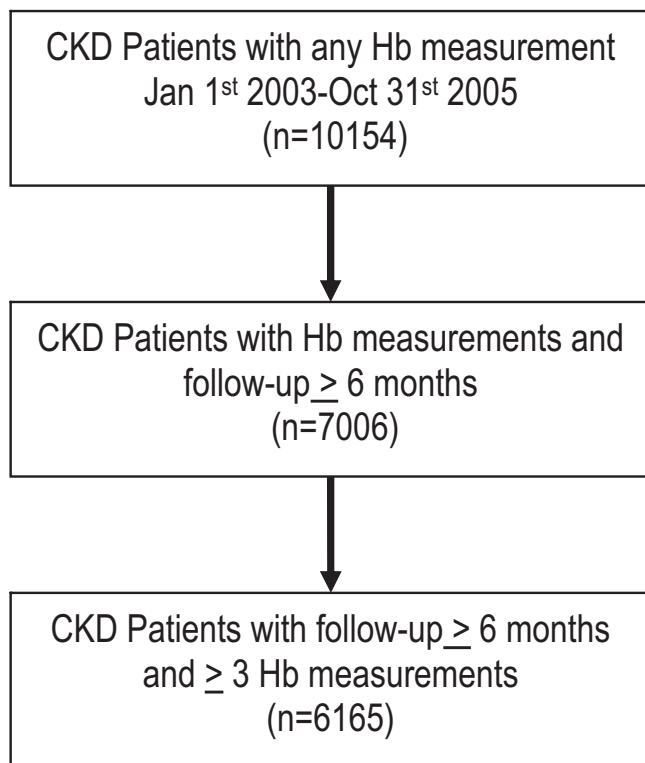 CKD Patients with any Hb measurement
Jan 1st 2003-Oct 31st 2005
(n=10154)
CKD Patients with Hb measurements and
follow-up ≥ 6 months
(n=7006)
CKD Patients with follow-up ≥ 6 months
and ≥ 3 Hb measurements
(n=6165)